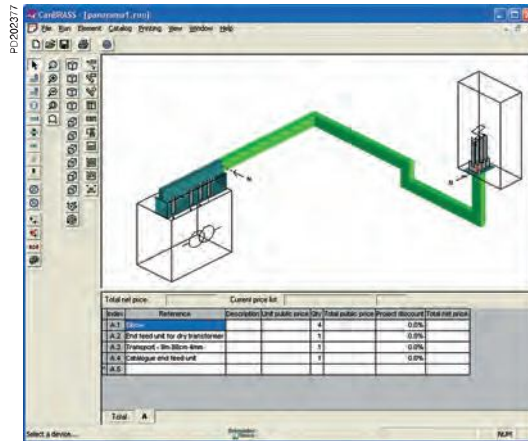 PD202377
CanBRASS - [panorama1.cno]
File Run Element Catalog Printing View Window Help
Total net price Current price list
Index Reference Description Unit public price Qty Total public price Project discount Total net price
A.1 Elbow 4 0.0%
A.2 End feed unit for dry transformer 1 0.0%
A.3 Transport - 9m 38cm 4mm 1 0.0%
A.4 Catalogue end feed unit 1 0.0%
A.5
Total A
Select a device... NUM